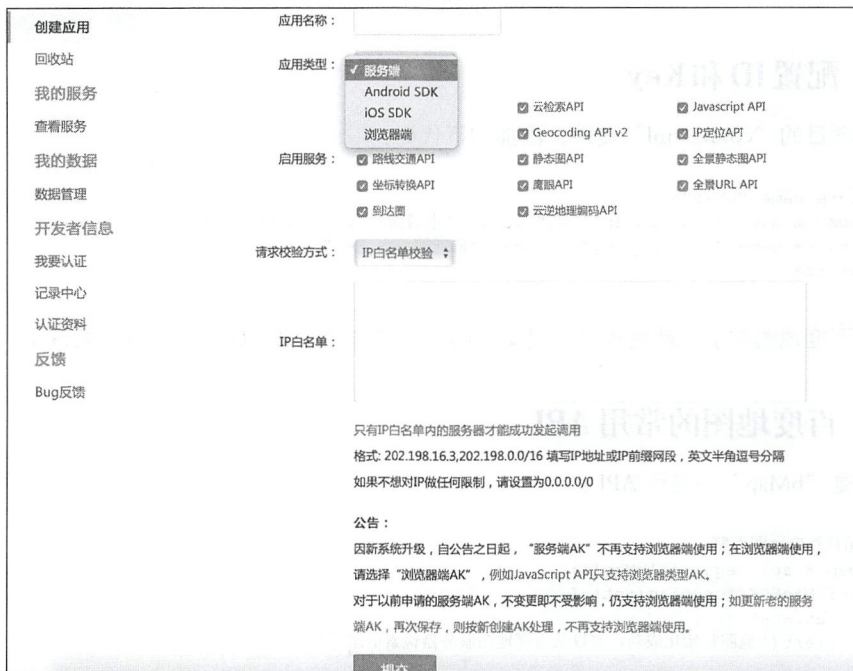 创建应用
回收站
我的服务
查看服务
我的数据
数据管理
开发者信息
我要认证
记录中心
认证资料
反馈
Bug反馈
应用名称：
应用类型：
✓ 服务端
Android SDK
iOS SDK
浏览器端
启用服务：
云检索API
Javascript API
Geocoding API v2
IP定位API
路线交通API
静态图API
全景静态图API
坐标转换API
鹰眼API
全景URL API
到达圈
云逆地理编码API
请求校验方式：
IP白名单校验
IP白名单：
只有IP白名单内的服务器才能成功发起调用
格式: 202.198.16.3,202.198.0.0/16 填写IP地址或IP前缀网段，英文半角逗号分隔
如果不想对IP做任何限制，请设置为0.0.0.0/0
公告：
因新系统升级，自公告之日起，“服务端AK”不再支持浏览器端使用；在浏览器端使用，
请选择“浏览器端AK”，例如JavaScript API只支持浏览器类型AK。
对于以前申请的服务端AK，不变更即不受影响，仍支持浏览器端使用；如更新老的服务
端AK，再次保存，则按新创建AK处理，不再支持浏览器端使用。
提交
配置 ID 和 Key
百度地图的常用 API